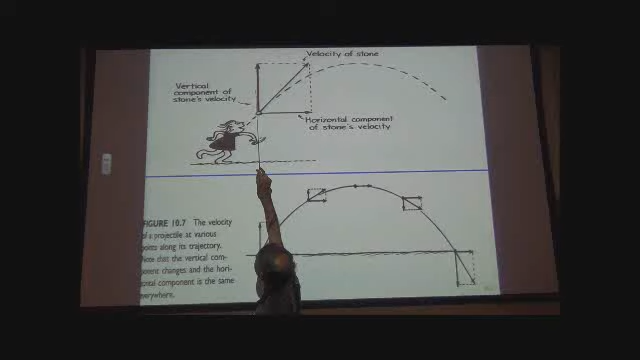 Velocity of stone
Vertical
component of
stone's velocity
Horizontal component
of stone's velocity
FIGURE 10.7 The velocity
of a projectile at various
points along its trajectory.
Note that the vertical com-
ponent changes and the hori-
zontal component is the same
everywhere.